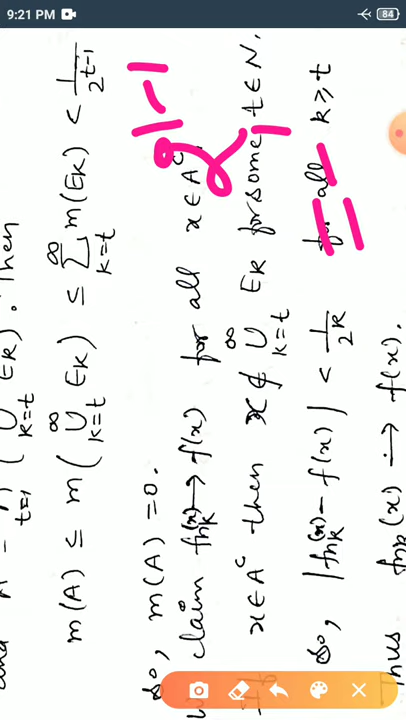 9:21 PM
84
and A = ∩ t=1 ( ∪_{k=t}^{∞} E_k ). Then
m(A) ≤ m( ∪_{k=t}^{∞} E_k ) ≤ ∑_{k=t}^{∞} m(E_k) < 1/2^{t-1}
So, m(A) = 0.
claim f_{n_k}(x) → f(x) for all x ∈ A^c.
If x ∈ A^c then x ∉ ∪_{k=t}^{∞} E_k for some t ∈ N.
So, |f_{n_k}(x) - f(x)| < 1/2^k for all k ≥ t
Thus f_{n_k}(x) → f(x).